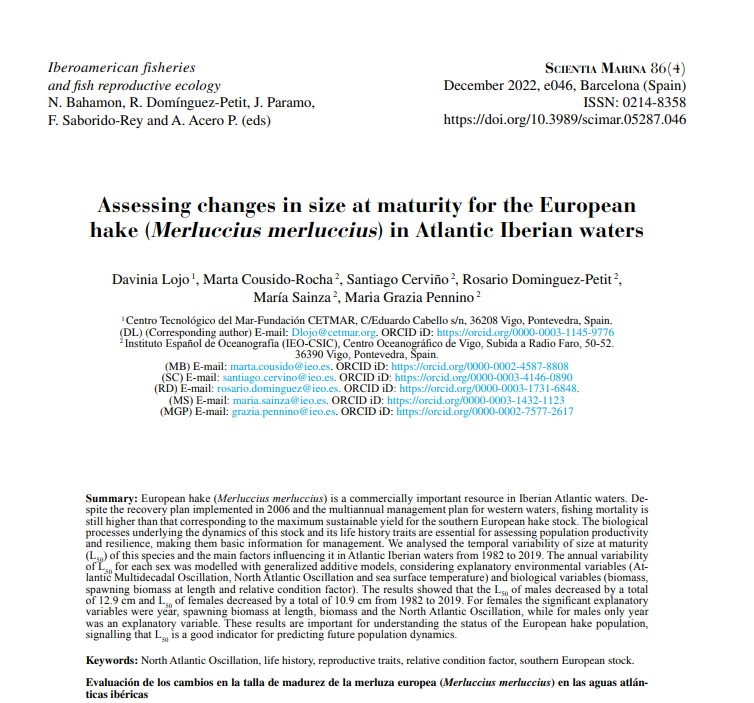 Iberoamerican fisheries
and fish reproductive ecology
N. Bahamon, R. Domínguez-Petit, J. Paramo,
F. Saborido-Rey and A. Acero P. (eds)
Scientia Marina 86(4)
December 2022, e046, Barcelona (Spain)
ISSN: 0214-8358
https://doi.org/10.3989/scimar.05287.046
Assessing changes in size at maturity for the European
hake (Merluccius merluccius) in Atlantic Iberian waters
Davinia Lojo 1, Marta Cousido-Rocha 2, Santiago Cerviño 2, Rosario Dominguez-Petit 2,
María Sainza 2, Maria Grazia Pennino 2
1 Centro Tecnológico del Mar-Fundación CETMAR, C/Eduardo Cabello s/n, 36208 Vigo, Pontevedra, Spain.
(DL) (Corresponding author) E-mail: Dlojo@cetmar.org. ORCID iD: https://orcid.org/0000-0003-1145-9776
2 Instituto Español de Oceanografía (IEO-CSIC), Centro Oceanográfico de Vigo, Subida a Radio Faro, 50-52.
36390 Vigo, Pontevedra, Spain.
(MB) E-mail: marta.cousido@ieo.es. ORCID iD: https://orcid.org/0000-0002-4587-8808
(SC) E-mail: santiago.cervino@ieo.es. ORCID iD: https://orcid.org/0000-0003-4146-0890
(RD) E-mail: rosario.dominguez@ieo.es. ORCID iD: https://orcid.org/0000-0003-1731-6848.
(MS) E-mail: maria.sainza@ieo.es. ORCID iD: https://orcid.org/0000-0003-1432-1123
(MGP) E-mail: grazia.pennino@ieo.es. ORCID iD: https://orcid.org/0000-0002-7577-2617
Summary: European hake (Merluccius merluccius) is a commercially important resource in Iberian Atlantic waters. De-
spite the recovery plan implemented in 2006 and the multiannual management plan for western waters, fishing mortality is
still higher than that corresponding to the maximum sustainable yield for the southern European hake stock. The biological
processes underlying the dynamics of this stock and its life history traits are essential for assessing population productivity
and resilience, making them basic information for management. We analysed the temporal variability of size at maturity
(L50) of this species and the main factors influencing it in Atlantic Iberian waters from 1982 to 2019. The annual variability
of L50 for each sex was modelled with generalized additive models, considering explanatory environmental variables (At-
lantic Multidecadal Oscillation, North Atlantic Oscillation and sea surface temperature) and biological variables (biomass,
spawning biomass at length and relative condition factor). The results showed that the L50 of males decreased by a total
of 12.9 cm and L50 of females decreased by a total of 10.9 cm from 1982 to 2019. For females the significant explanatory
variables were year, spawning biomass at length, biomass and the North Atlantic Oscillation, while for males only year
was an explanatory variable. These results are important for understanding the status of the European hake population,
signalling that L50 is a good indicator for predicting future population dynamics.
Keywords: North Atlantic Oscillation, life history, reproductive traits, relative condition factor, southern European stock.
Evaluación de los cambios en la talla de madurez de la merluza europea (Merluccius merluccius) en las aguas atlán-
ticas ibéricas